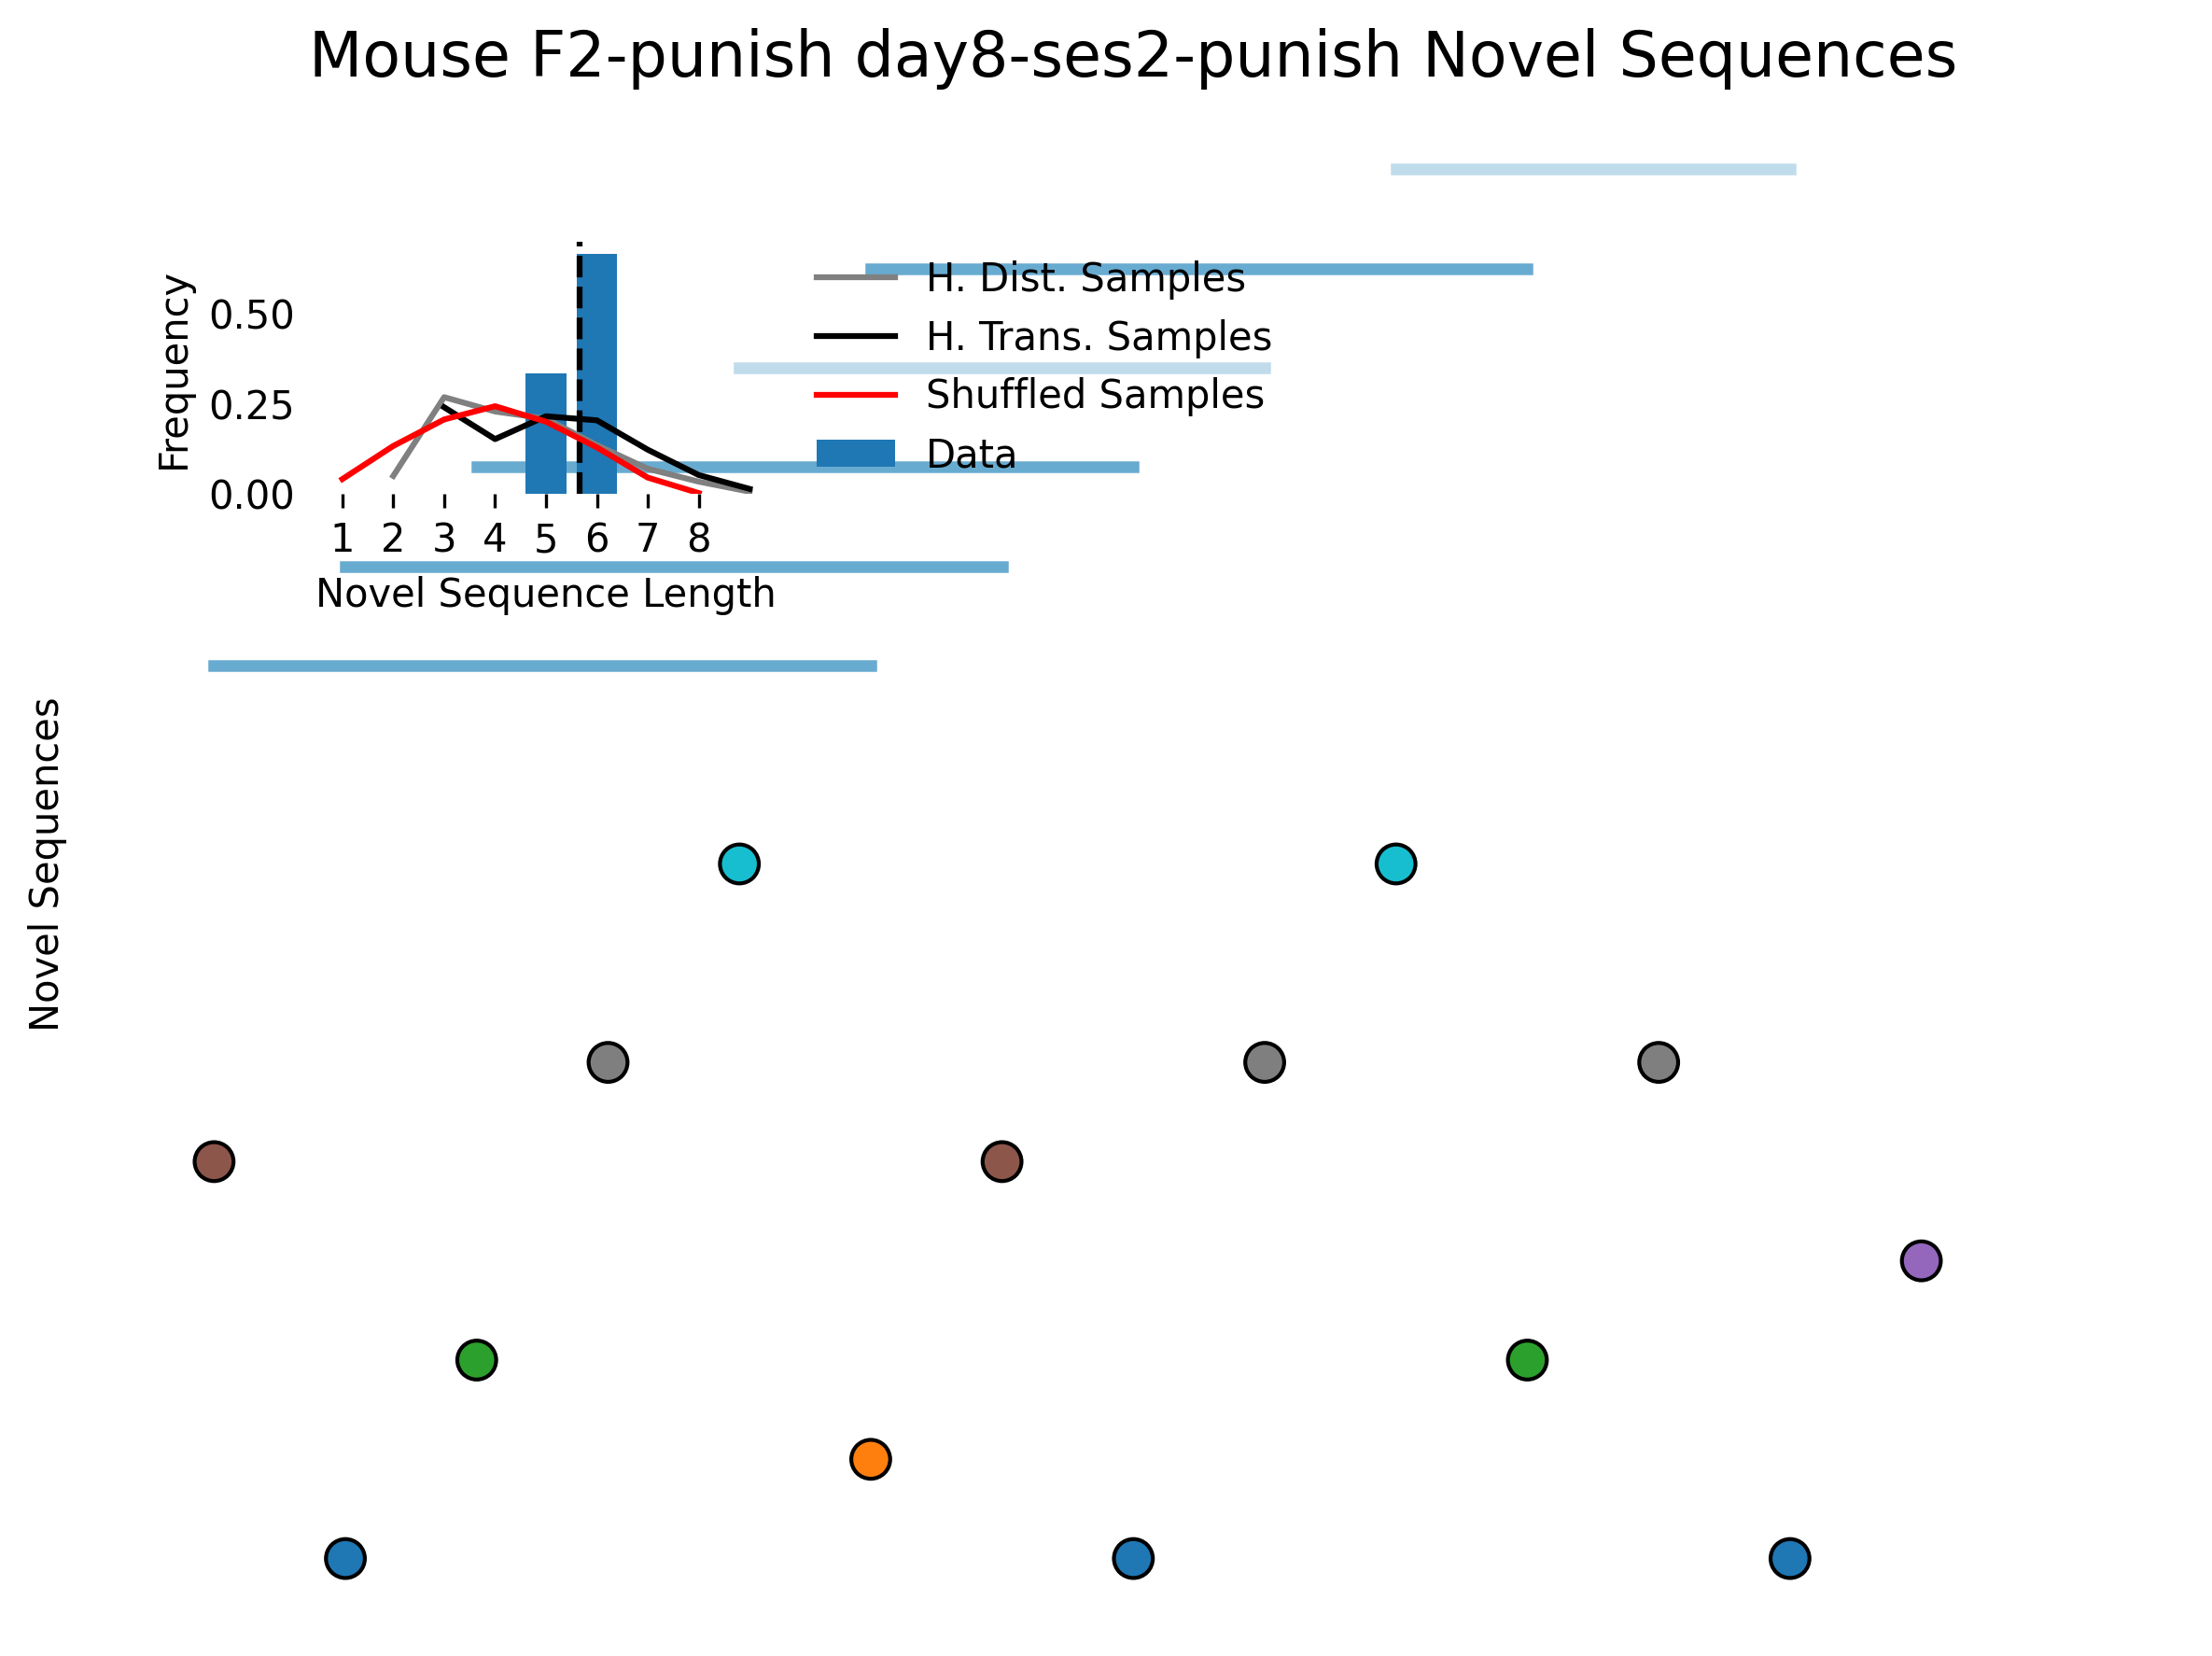 Mouse F2-punish day8-ses2-punish Novel Sequences
Frequency
0.50
0.25
0.00
1 2 3 4 5 6 7 8
Novel Sequence Length
H. Dist. Samples
H. Trans. Samples
Shuffled Samples
Data
Novel Sequences